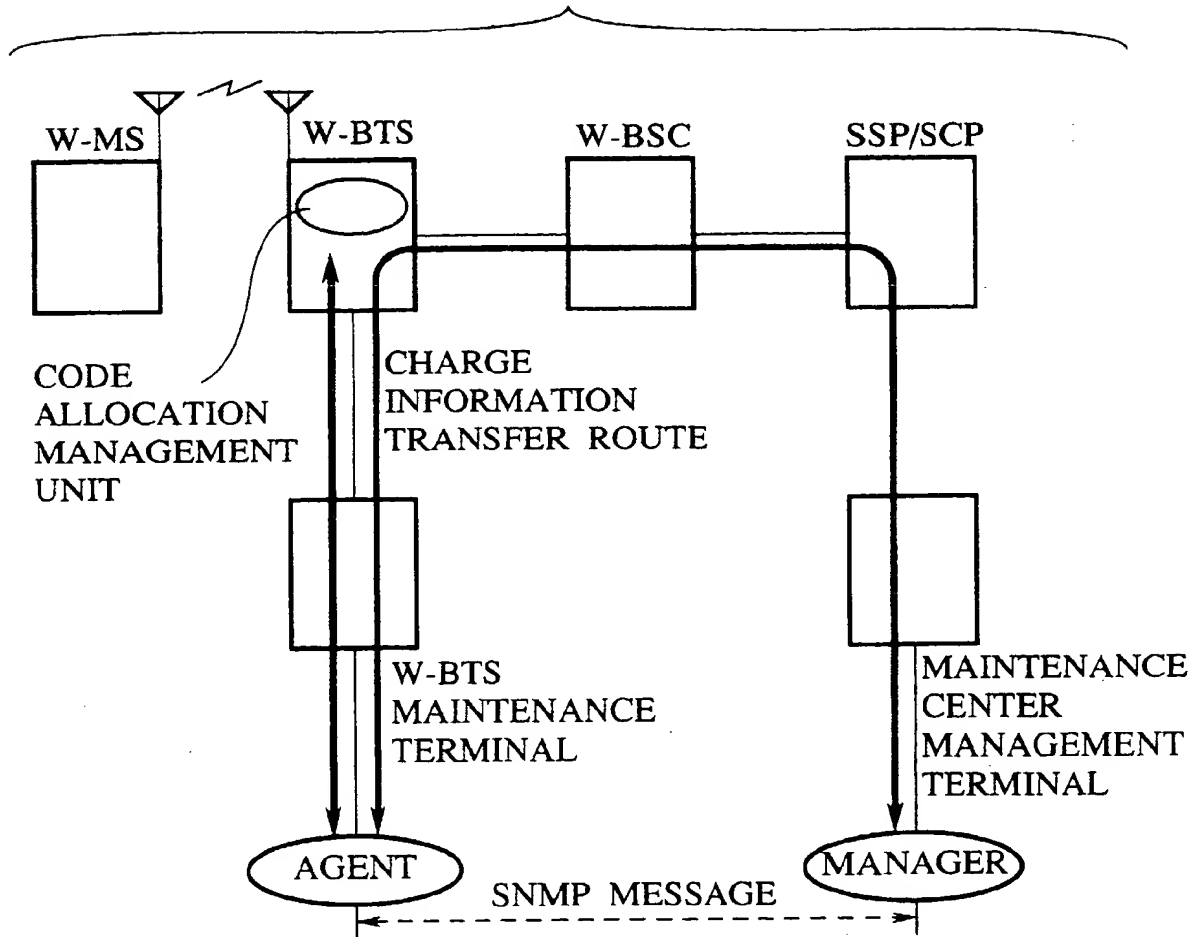 W-MS
W-BTS
W-BSC
SSP/SCP
CODE
ALLOCATION
MANAGEMENT
UNIT
CHARGE
INFORMATION
TRANSFER ROUTE
W-BTS
MAINTENANCE
TERMINAL
MAINTENANCE
CENTER
MANAGEMENT
TERMINAL
AGENT
MANAGER
SNMP MESSAGE